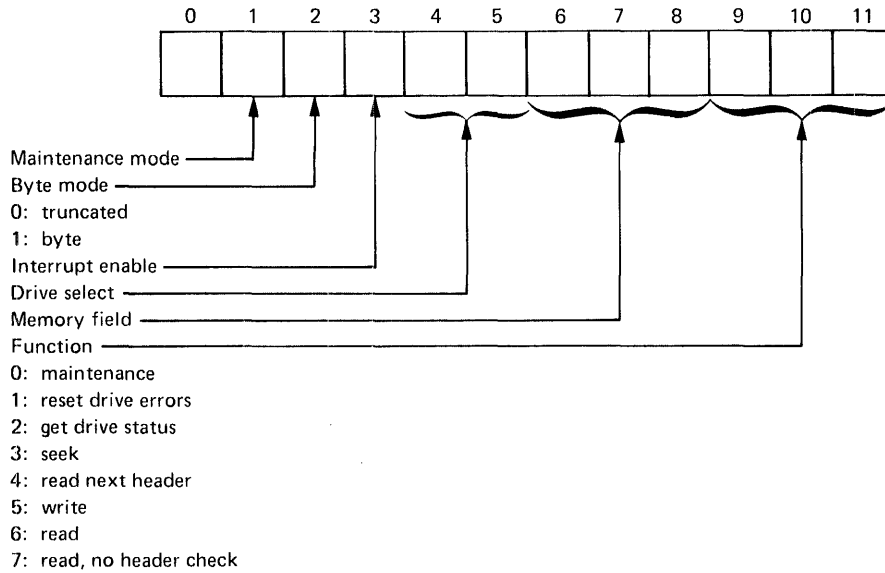 0 1 2 3 4 5 6 7 8 9 10 11
Maintenance mode
Byte mode
0: truncated
1: byte
Interrupt enable
Drive select
Memory field
Function
0: maintenance
1: reset drive errors
2: get drive status
3: seek
4: read next header
5: write
6: read
7: read, no header check